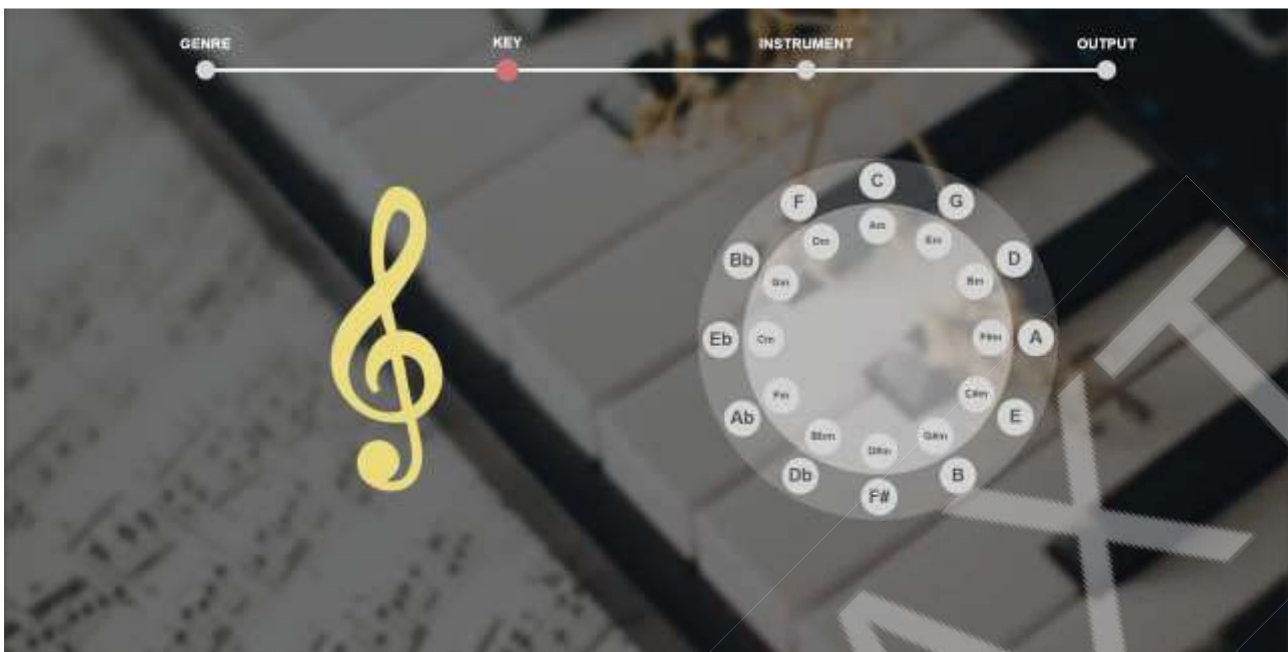 GENRE KEY INSTRUMENT OUTPUT
C
F G
Am
Dm Em
Bb D
Gm Bm
Eb Cm F#m A
Fm C#m
Ab E
Bbm G#m
D#m
Db B
F#